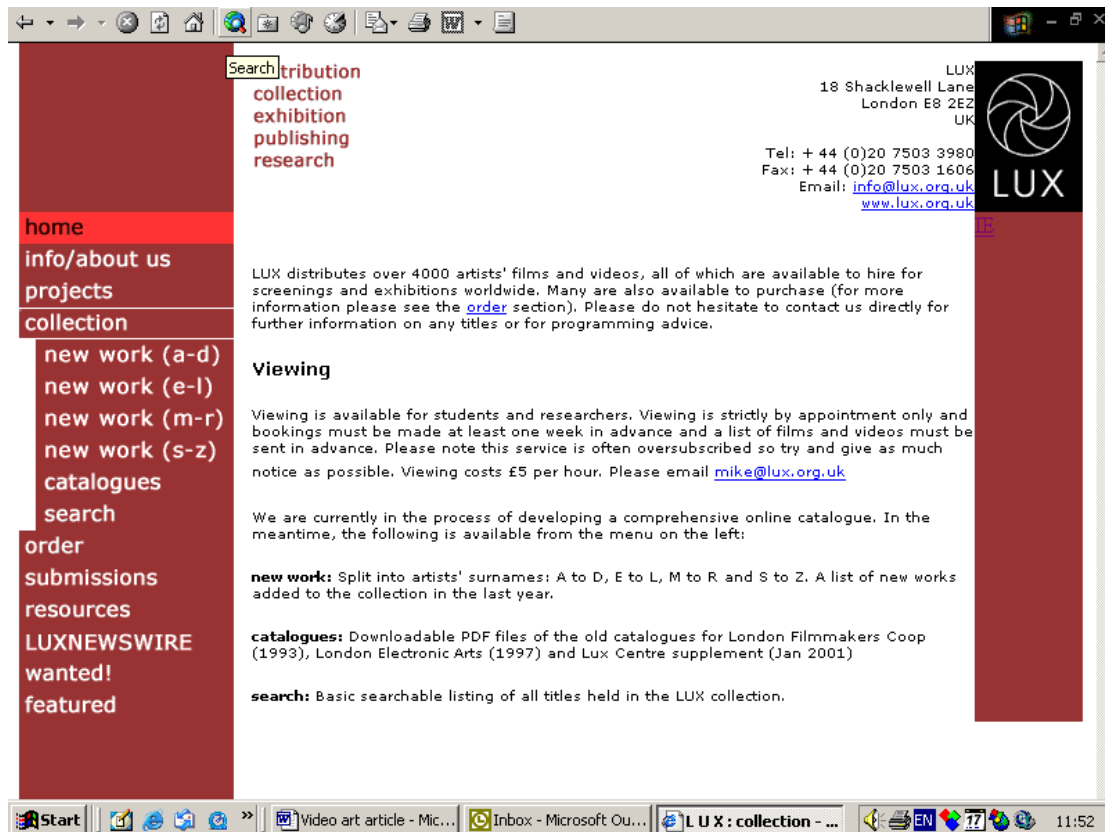 Search
tribution
collection
exhibition
publishing
research
LUX
18 Shacklewell Lane
London E8 2EZ
UK
Tel: + 44 (0)20 7503 3980
Fax: + 44 (0)20 7503 1606
Email: info@lux.org.uk
www.lux.org.uk
LUX
IE
home
info/about us
projects
collection
new work (a-d)
new work (e-l)
new work (m-r)
new work (s-z)
catalogues
search
order
submissions
resources
LUXNEWSWIRE
wanted!
featured
LUX distributes over 4000 artists' films and videos, all of which are available to hire for
screenings and exhibitions worldwide. Many are also available to purchase (for more
information please see the order section). Please do not hesitate to contact us directly for
further information on any titles or for programming advice.
Viewing
Viewing is available for students and researchers. Viewing is strictly by appointment only and
bookings must be made at least one week in advance and a list of films and videos must be
sent in advance. Please note this service is often oversubscribed so try and give as much
notice as possible. Viewing costs £5 per hour. Please email mike@lux.org.uk
We are currently in the process of developing a comprehensive online catalogue. In the
meantime, the following is available from the menu on the left:
new work: Split into artists' surnames: A to D, E to L, M to R and S to Z. A list of new works
added to the collection in the last year.
catalogues: Downloadable PDF files of the old catalogues for London Filmmakers Coop
(1993), London Electronic Arts (1997) and Lux Centre supplement (Jan 2001)
search: Basic searchable listing of all titles held in the LUX collection.
Start
Video art article - Mic...
Inbox - Microsoft Ou...
L U X : collection - ...
EN
17
11:52